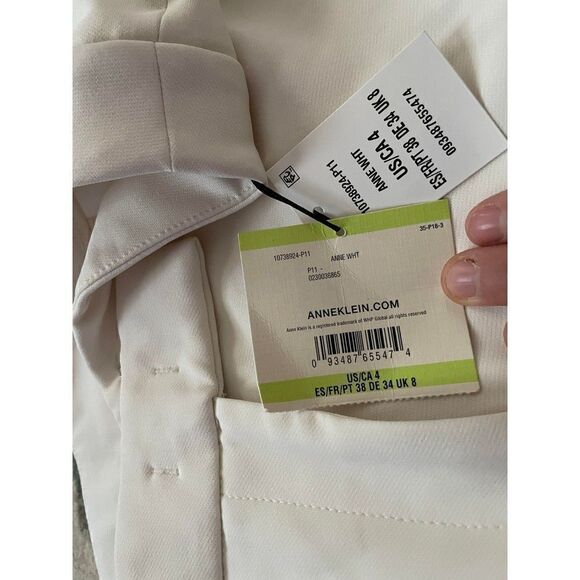 10738924-P11
ANNE WHT
US/CA 4
ES/FR/PT 38 DE 34 UK 8
093487655474
35-P18-3
10738924-P11 ANNE WHT
P11 -
0230036865
ANNEKLEIN.COM
Anne Klein is a registered trademark of WHP Global all rights reserved
0 93487 65547 4
US/CA 4
ES/FR/PT 38 DE 34 UK 8